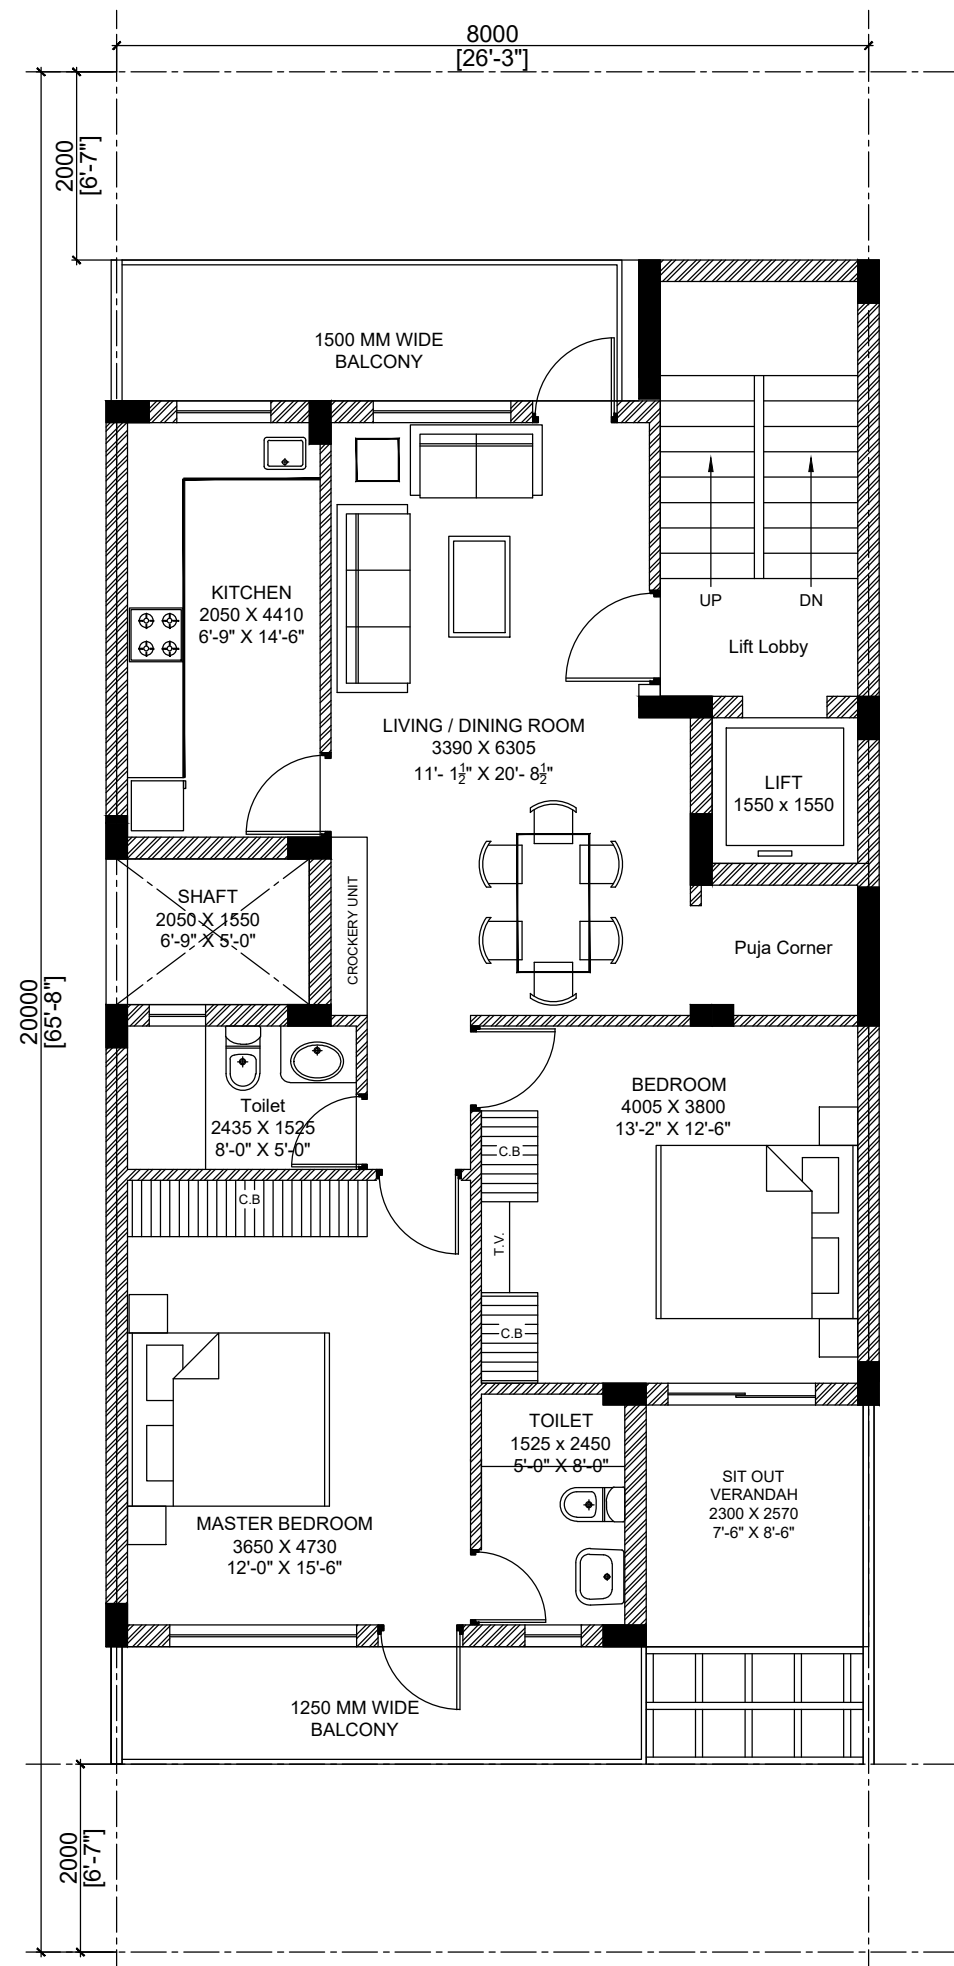 8000
[26'-3"]
2000
[6'-7"]
1500 MM WIDE
BALCONY
KITCHEN
2050 X 4410
6'-9" X 14'-6"
UP
DN
Lift Lobby
LIVING / DINING ROOM
3390 X 6305
11'- 1½" X 20'- 8½"
LIFT
1550 x 1550
SHAFT
2050 X 1550
6'-9" X 5'-0"
CROCKERY UNIT
Puja Corner
20000
[65'-8"]
Toilet
2435 X 1525
8'-0" X 5'-0"
BEDROOM
4005 X 3800
13'-2" X 12'-6"
C.B
C.B
T.V.
C.B
TOILET
1525 x 2450
5'-0" X 8'-0"
SIT OUT
VERANDAH
2300 X 2570
7'-6" X 8'-6"
MASTER BEDROOM
3650 X 4730
12'-0" X 15'-6"
1250 MM WIDE
BALCONY
2000
[6'-7"]